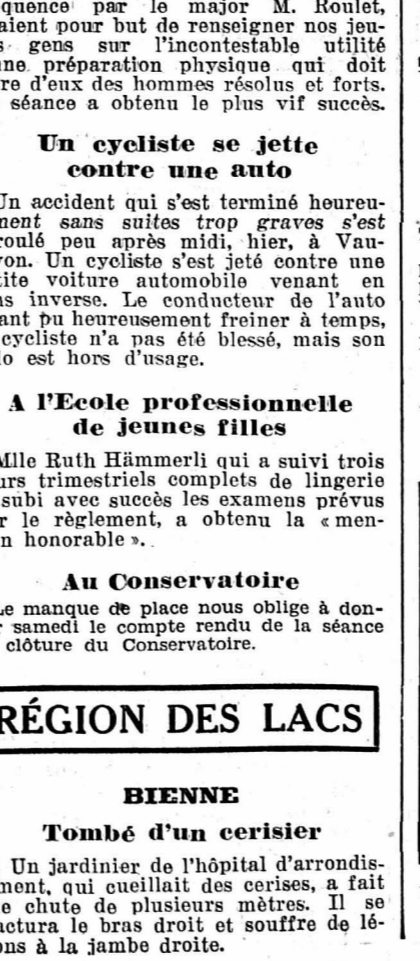 quence par le major M. Roulet,
aient pour but de renseigner nos jeu-
s gens sur l'incontestable utilité
ne préparation physique qui doit
re d'eux des hommes résolus et forts.
séance a obtenu le plus vif succès.
Un cycliste se jette
contre une auto
Un accident qui s'est terminé heureu-
ment sans suites trop graves s'est
roulé peu après midi, hier, à Vau-
yon. Un cycliste s'est jeté contre une
tite voiture automobile venant en
ns inverse. Le conducteur de l'auto
ant pu heureusement freiner à temps,
cycliste n'a pas été blessé, mais son
lo est hors d'usage.
A l'Ecole professionnelle
de jeunes filles
Mlle Ruth Hämmerli qui a suivi trois
urs trimestriels complets de lingerie
subi avec succès les examens prévus
r le règlement, a obtenu la « men-
n honorable ».
Au Conservatoire
Le manque de place nous oblige à don-
r samedi le compte rendu de la séance
clôture du Conservatoire.
RÉGION DES LACS
BIENNE
Tombé d'un cerisier
Un jardinier de l'hôpital d'arrondis-
ment, qui cueillait des cerises, a fait
e chute de plusieurs mètres. Il se
actura le bras droit et souffre de lé-
ons à la jambe droite.